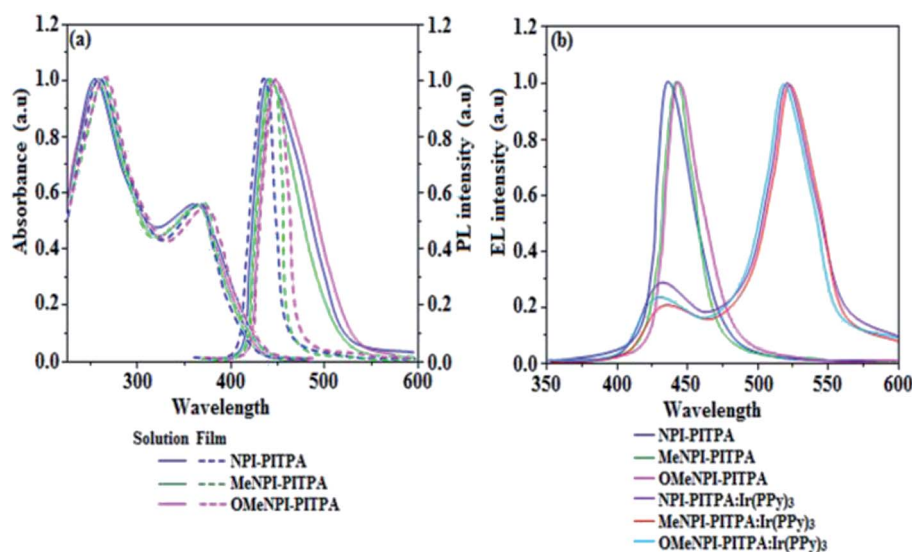 (a)
1.2
1.0
0.8
0.6
0.4
0.2
0.0
Absorbance (a.u)
300
400
500
600
Wavelength
1.2
1.0
0.8
0.6
0.4
0.2
0.0
PL intensity (a.u)
Solution Film
NPI-PITPA
MeNPI-PITPA
OMeNPI-PITPA
(b)
1.2
1.0
0.8
0.6
0.4
0.2
0.0
EL intensity (a.u)
350
400
450
500
550
600
Wavelength
NPI-PITPA
MeNPI-PITPA
OMeNPI-PITPA
NPI-PITPA:Ir(PPy)3
MeNPI-PITPA:Ir(PPy)3
OMeNPI-PITPA:Ir(PPy)3